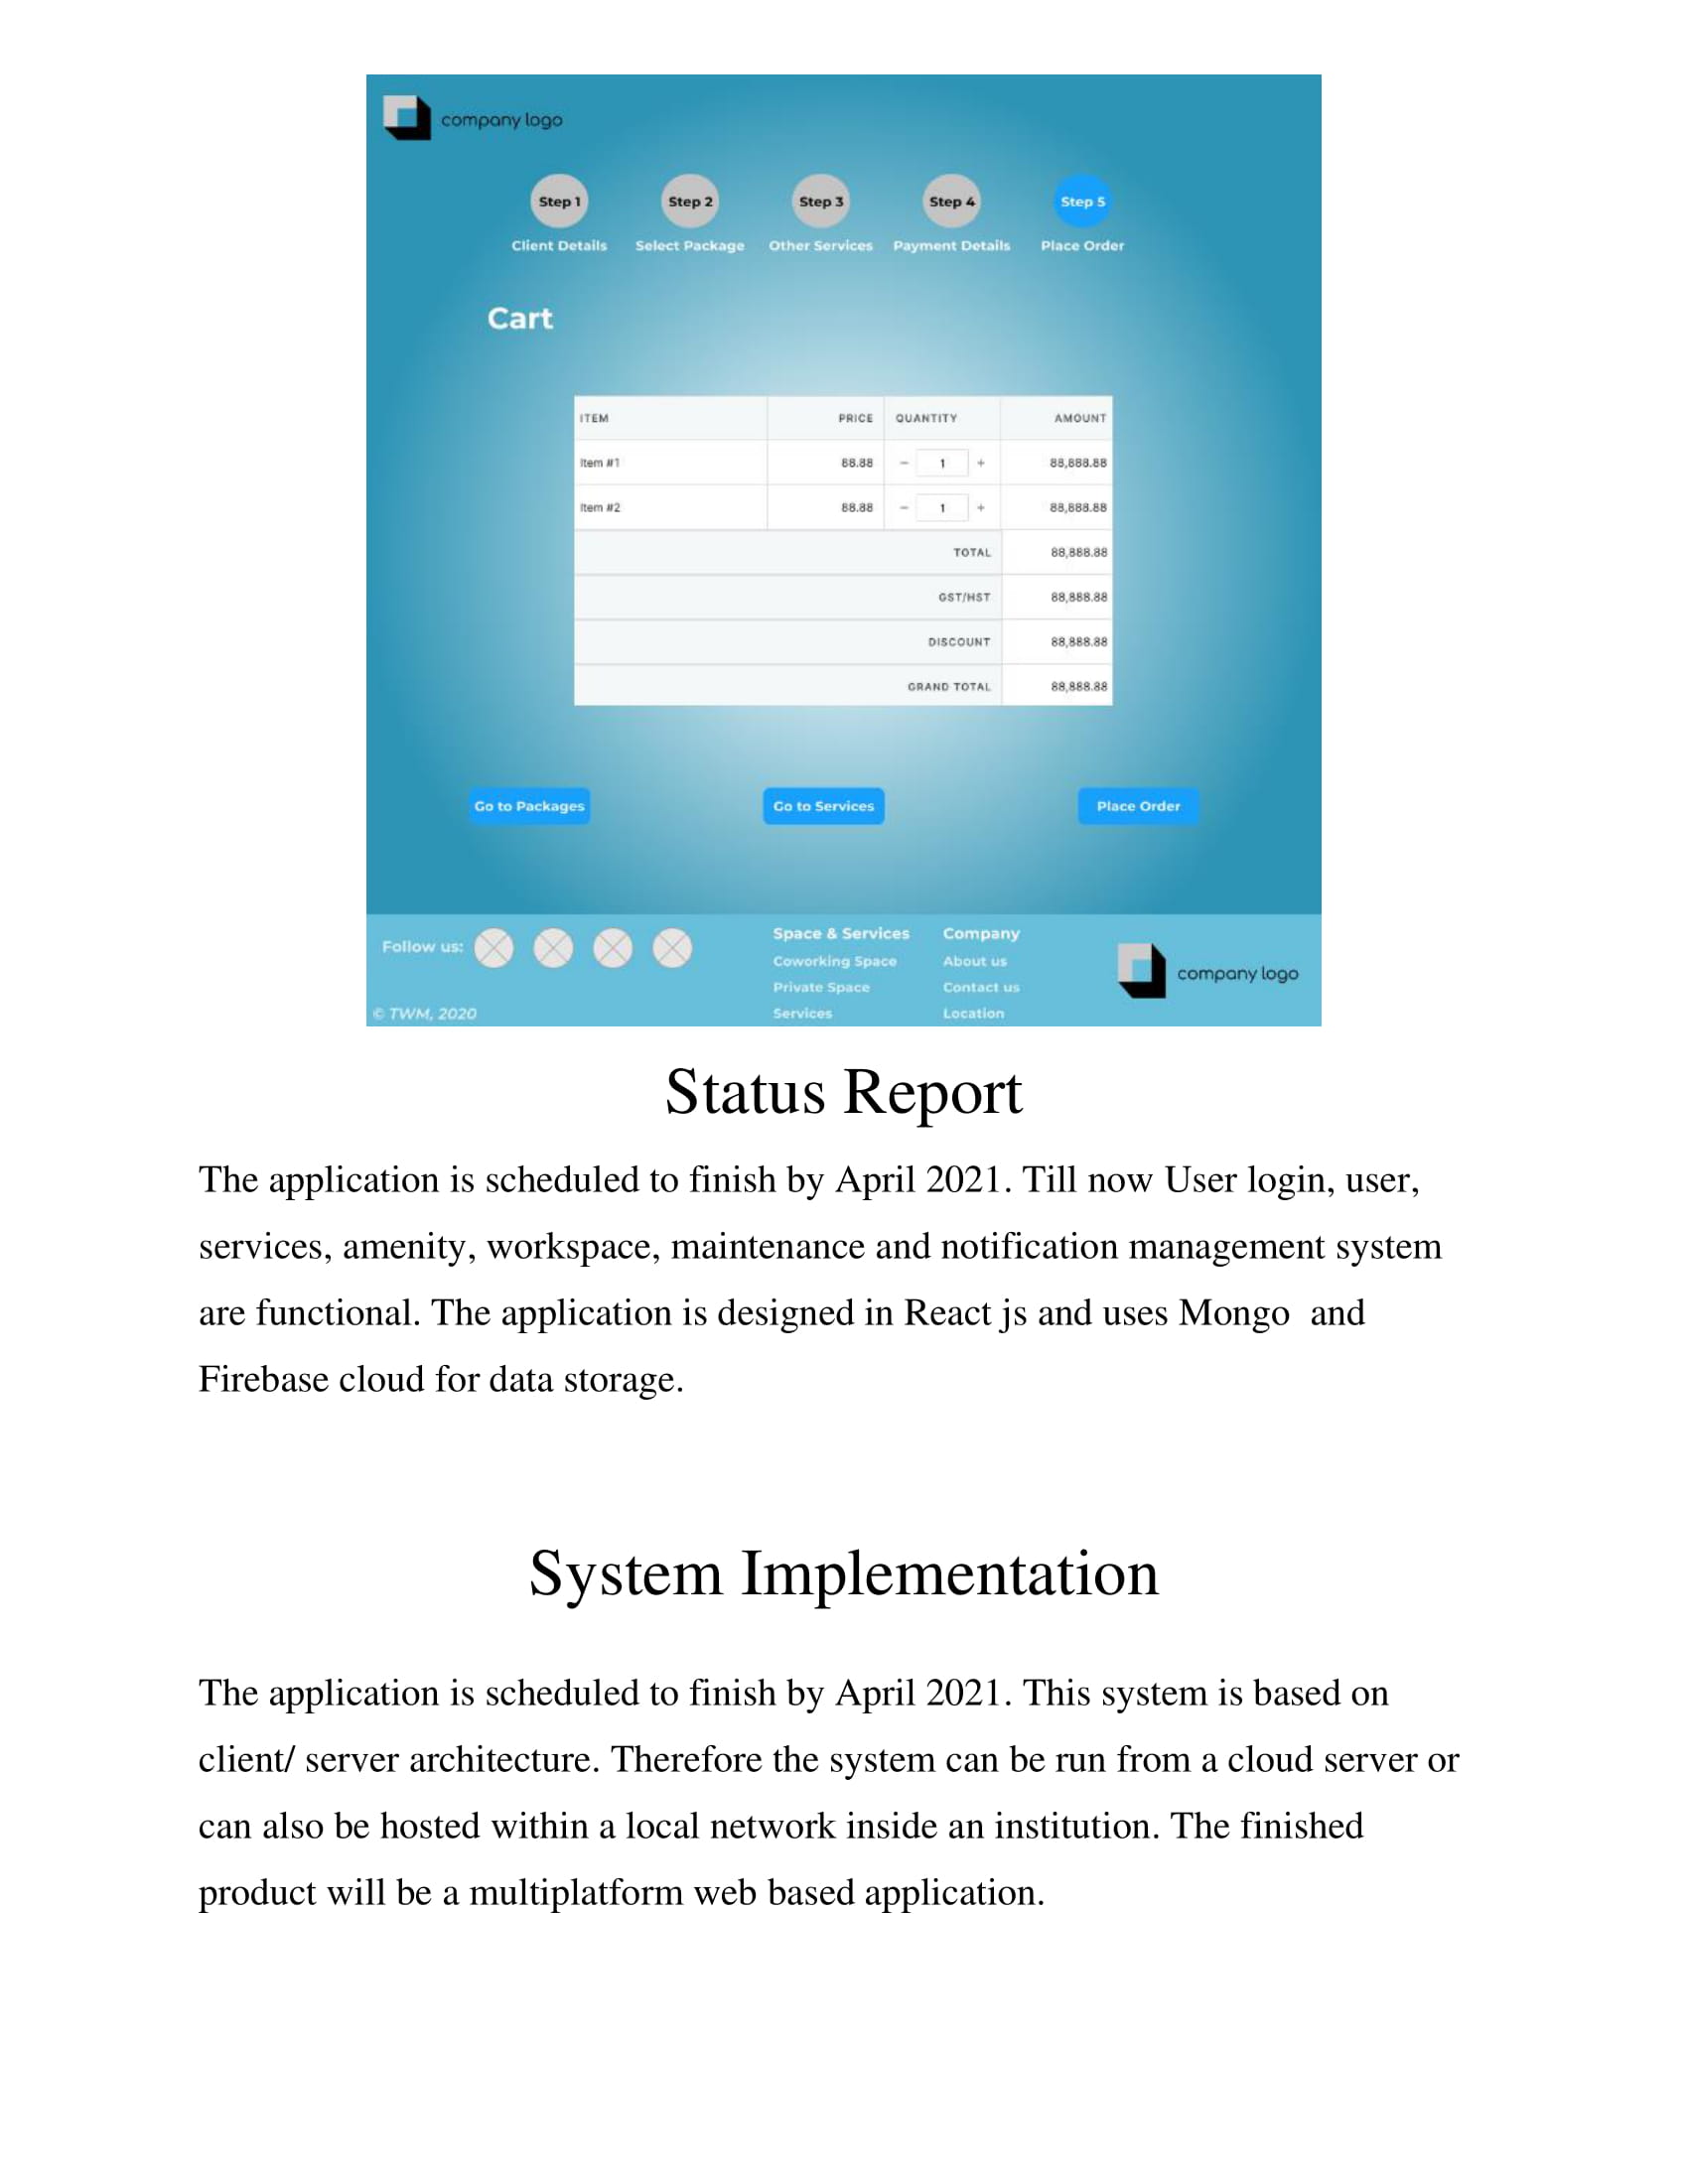 company logo
Step 1 Step 2 Step 3 Step 4 Step 5
Client Details Select Package Other Services Payment Details Place Order
Cart
ITEM PRICE QUANTITY AMOUNT
Item #1 88.88 − 1 + 88,888.88
Item #2 88.88 − 1 + 88,888.88
TOTAL 88,888.88
GST/HST 88,888.88
DISCOUNT 88,888.88
GRAND TOTAL 88,888.88
Go to Packages Go to Services Place Order
Follow us:
© TWM, 2020
Space & Services
Coworking Space
Private Space
Services
Company
About us
Contact us
Location
company logo
Status Report
The application is scheduled to finish by April 2021. Till now User login, user,
services, amenity, workspace, maintenance and notification management system
are functional. The application is designed in React js and uses Mongo  and
Firebase cloud for data storage.
System Implementation
The application is scheduled to finish by April 2021. This system is based on
client/ server architecture. Therefore the system can be run from a cloud server or
can also be hosted within a local network inside an institution. The finished
product will be a multiplatform web based application.